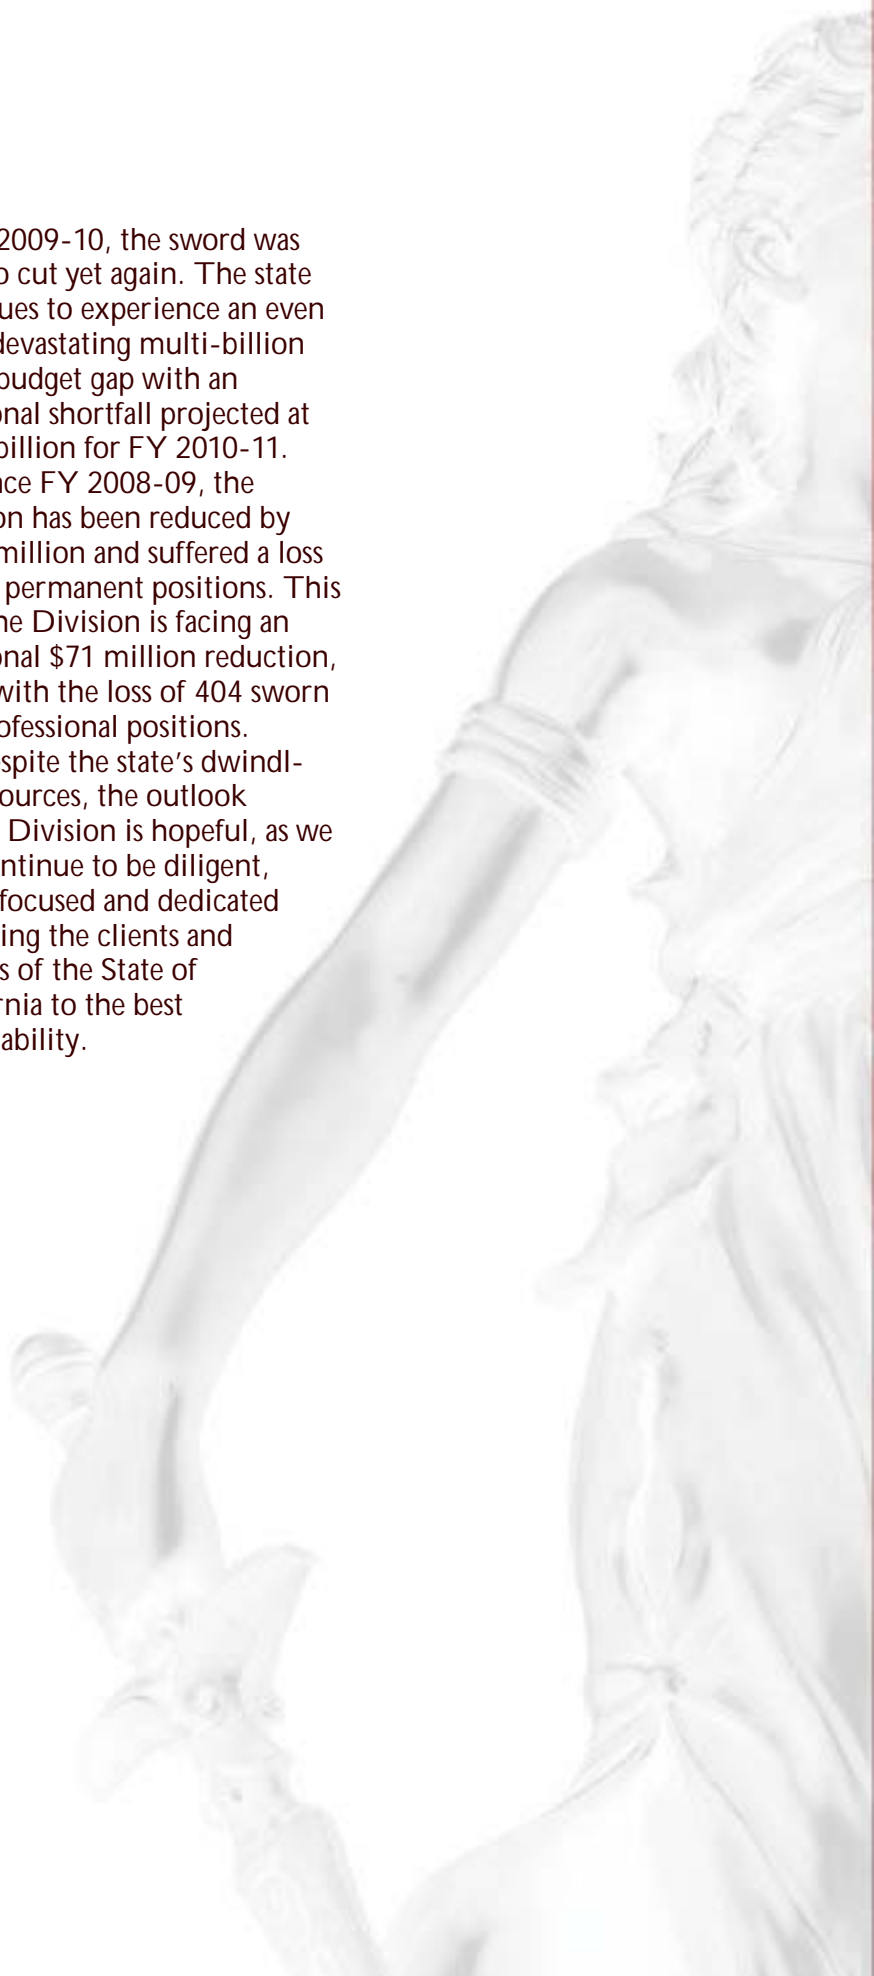 2009-10, the sword was
o cut yet again. The state
ues to experience an even
devastating multi-billion
budget gap with an
onal shortfall projected at
billion for FY 2010-11.
nce FY 2008-09, the
on has been reduced by
million and suffered a loss
permanent positions. This
he Division is facing an
onal $71 million reduction,
with the loss of 404 sworn
ofessional positions.
espite the state's dwindl-
ources, the outlook
Division is hopeful, as we
ntinue to be diligent,
focused and dedicated
ing the clients and
s of the State of
rnia to the best
ability.